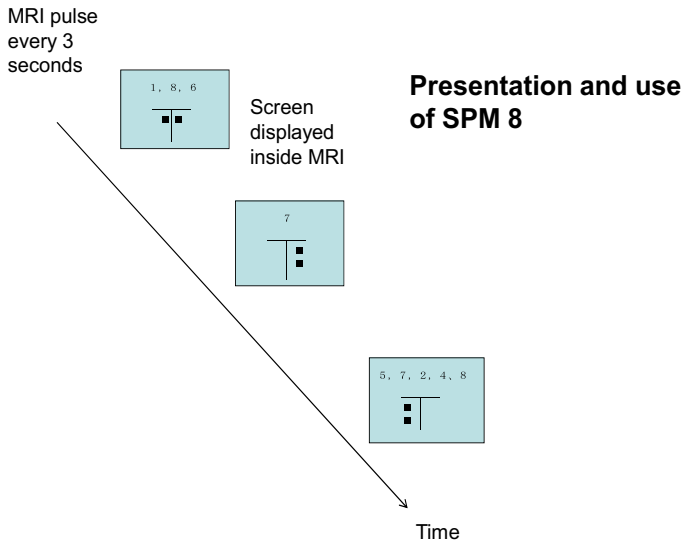 MRI pulse
every 3
seconds
1, 8, 6
Screen
displayed
inside MRI
Presentation and use
of SPM 8
7
5, 7, 2, 4, 8
Time